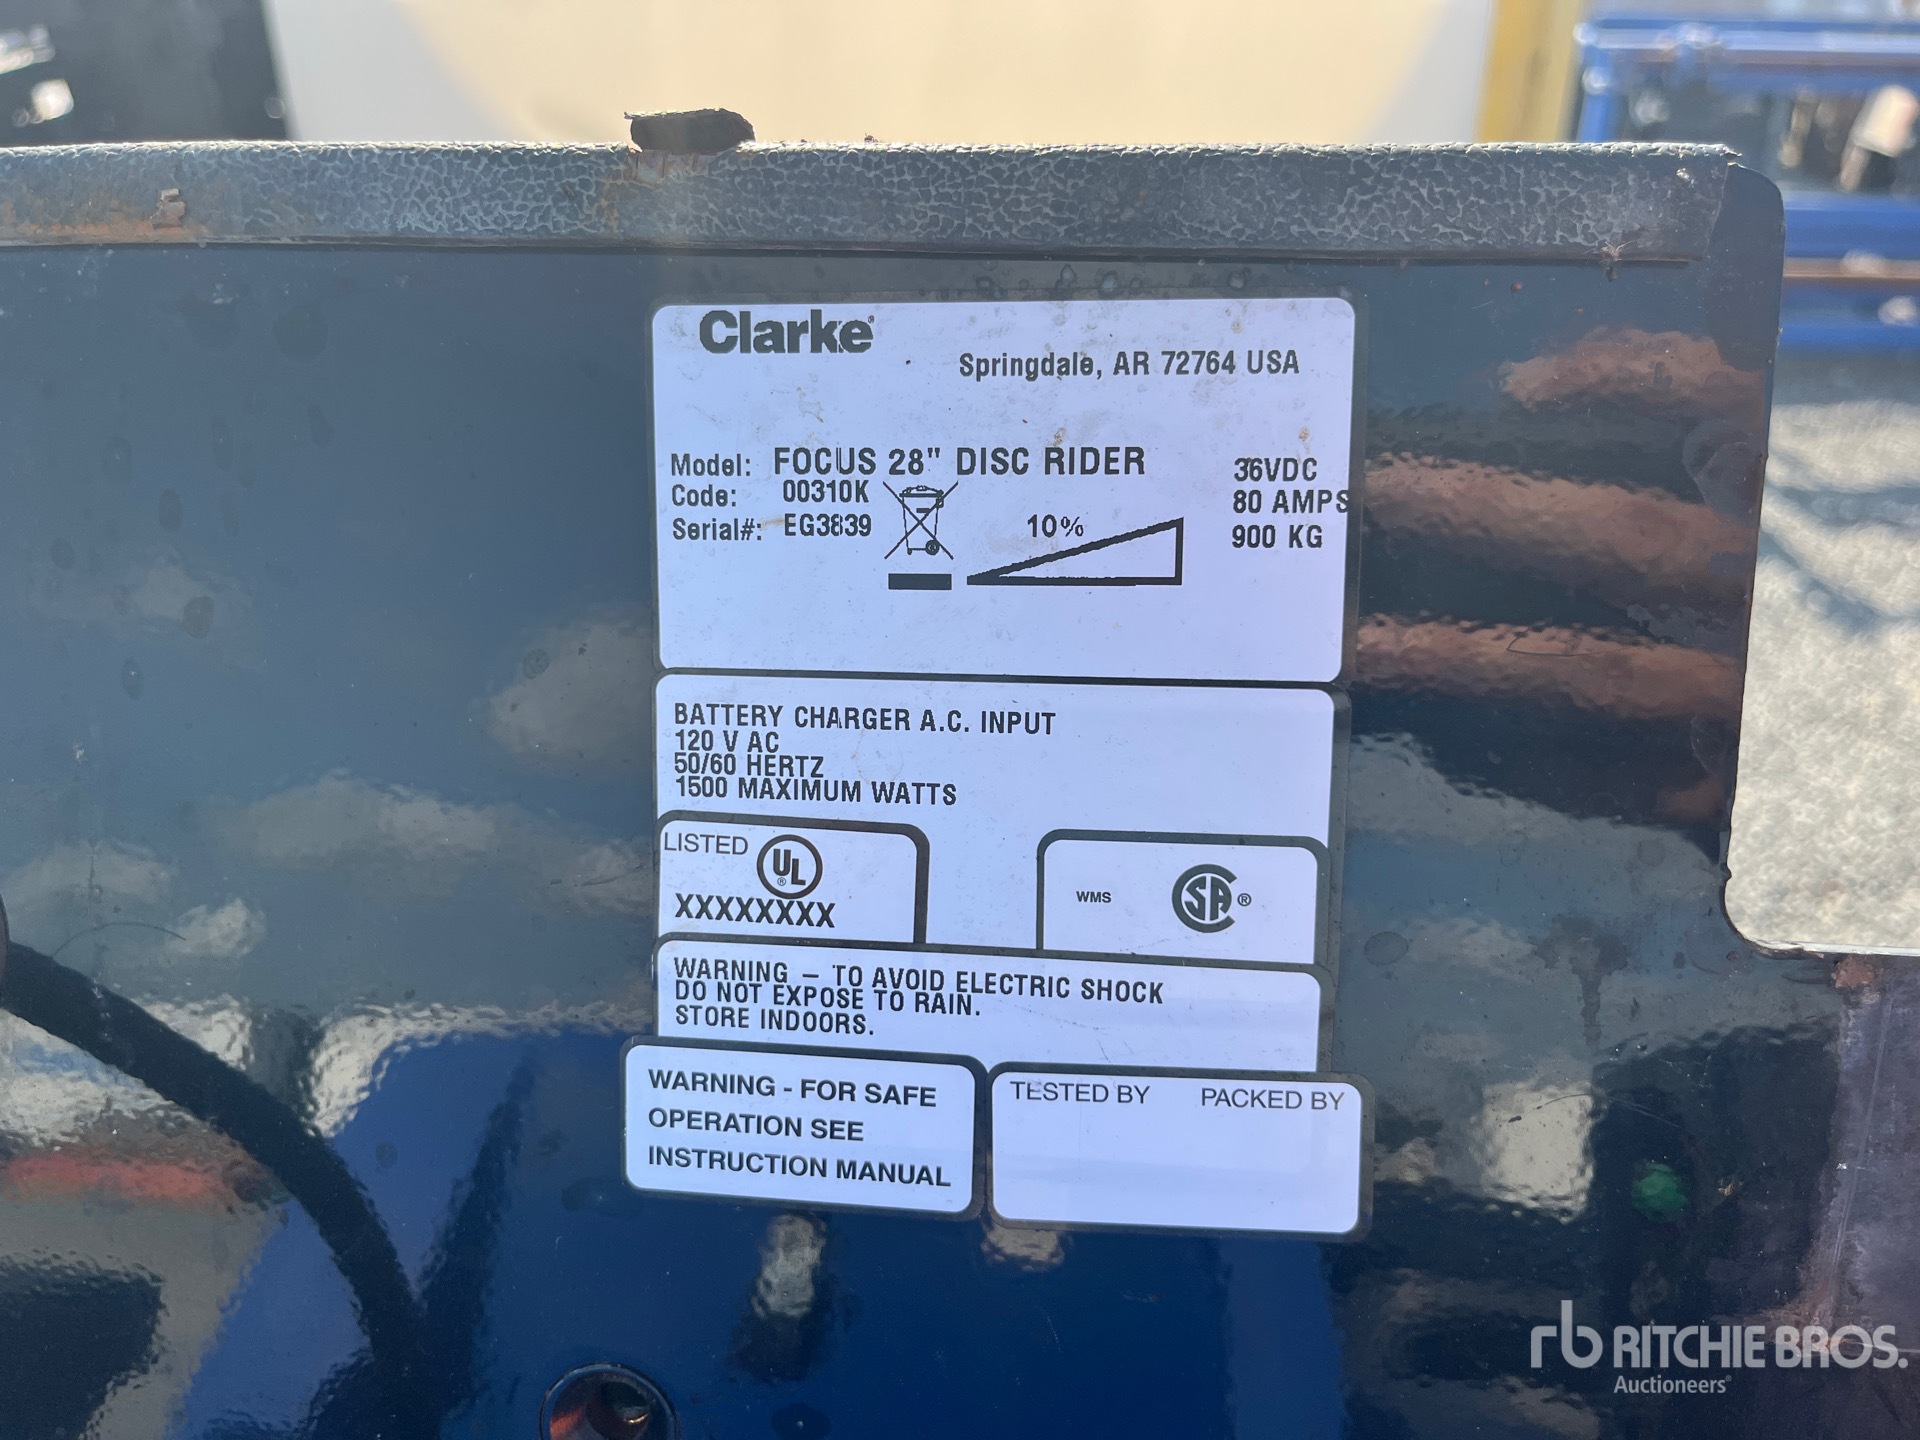 Clarke®
Springdale, AR 72764 USA
Model: FOCUS 28" DISC RIDER
Code: 00310K
Serial#: EG3839
10%
36VDC
80 AMPS
900 KG
BATTERY CHARGER A.C. INPUT
120 V AC
50/60 HERTZ
1500 MAXIMUM WATTS
LISTED UL®
XXXXXXXX
WMS SA®
WARNING – TO AVOID ELECTRIC SHOCK
DO NOT EXPOSE TO RAIN.
STORE INDOORS.
WARNING - FOR SAFE
OPERATION SEE
INSTRUCTION MANUAL
TESTED BY PACKED BY
rb RITCHIE BROS.
Auctioneers®